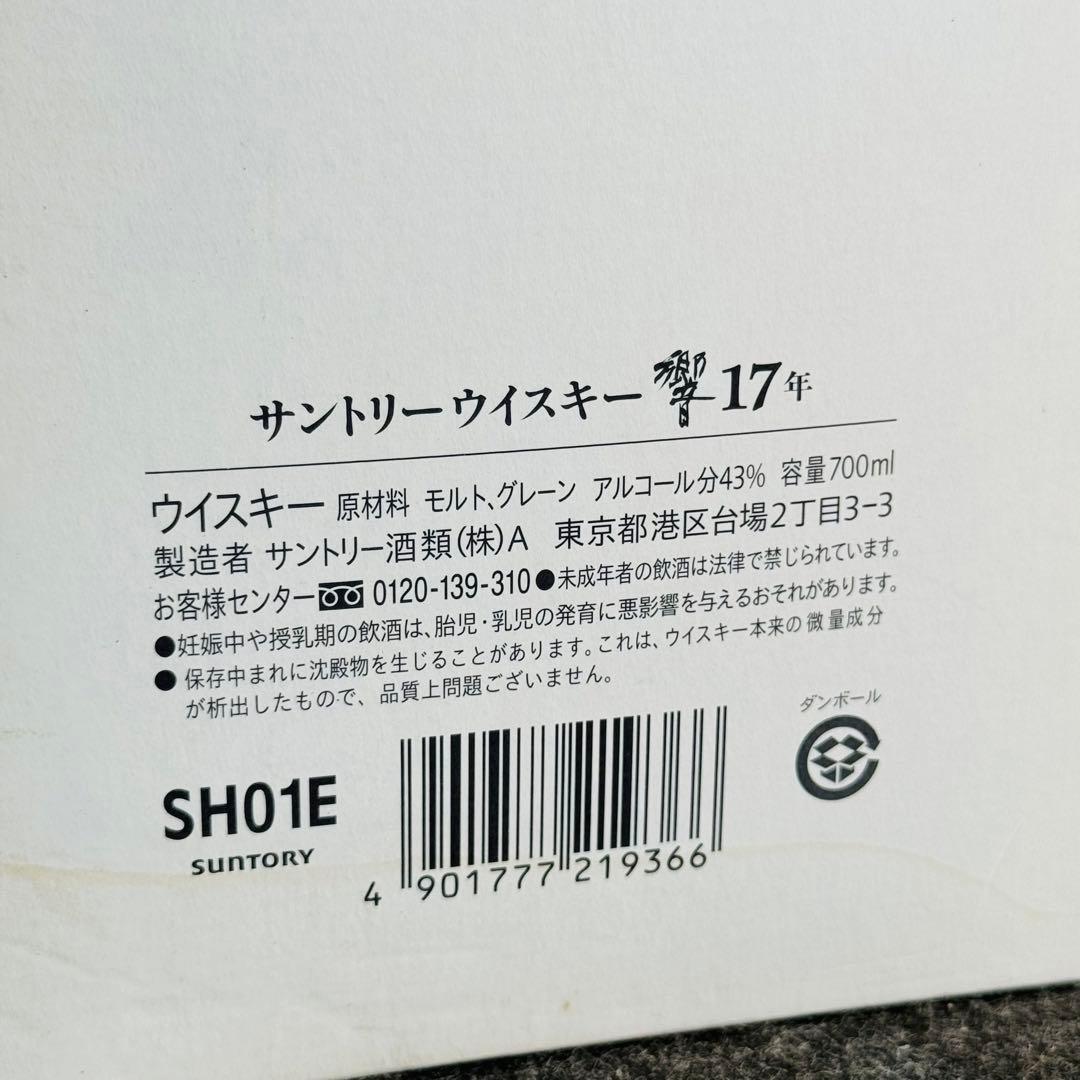 サントリーウイスキー 響 17年
ウイスキー 原材料 モルト、グレーン アルコール分43% 容量700ml
製造者 サントリー酒類(株)A 東京都港区台場2丁目3-3
お客様センター 0120-139-310 ●未成年者の飲酒は法律で禁じられています。
●妊娠中や授乳期の飲酒は、胎児・乳児の発育に悪影響を与えるおそれがあります。
●保存中まれに沈殿物を生じることがあります。これは、ウイスキー本来の微量成分
が析出したもので、品質上問題ございません。
ダンボール
SH01E
SUNTORY
4 901777 219366